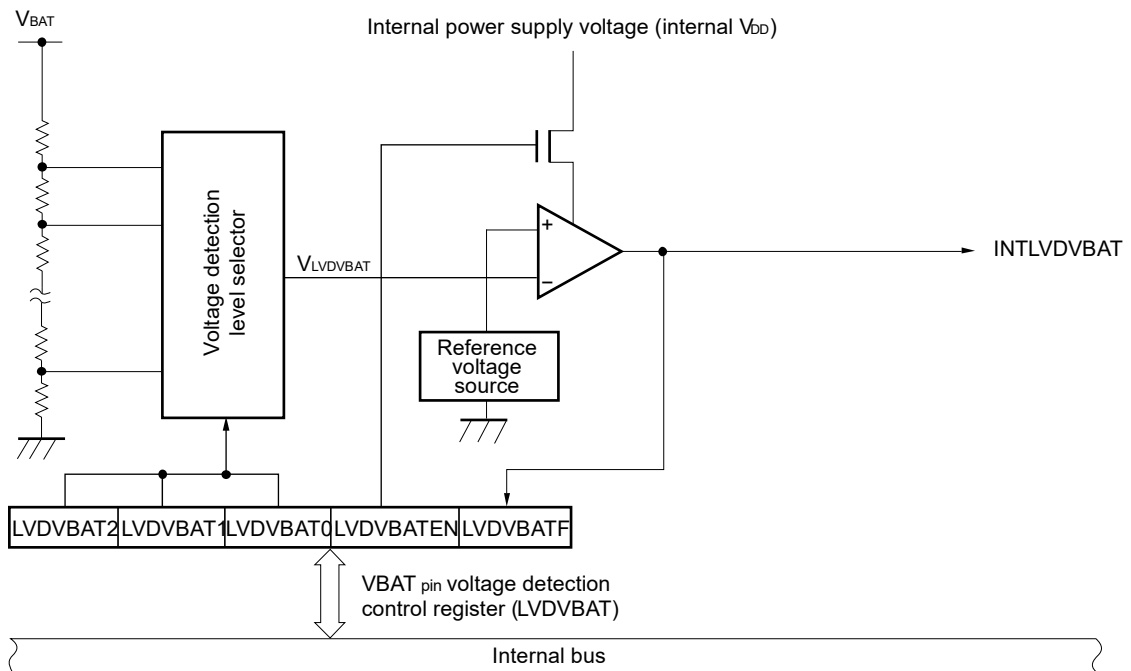 VBAT
Internal power supply voltage (internal VDD)
Voltage detection
level selector
+
VLVDVBAT
−
INTLVDVBAT
Reference
voltage
source
LVDVBAT2 LVDVBAT1 LVDVBAT0 LVDVBATEN LVDVBATF
VBAT pin voltage detection
control register (LVDVBAT)
Internal bus